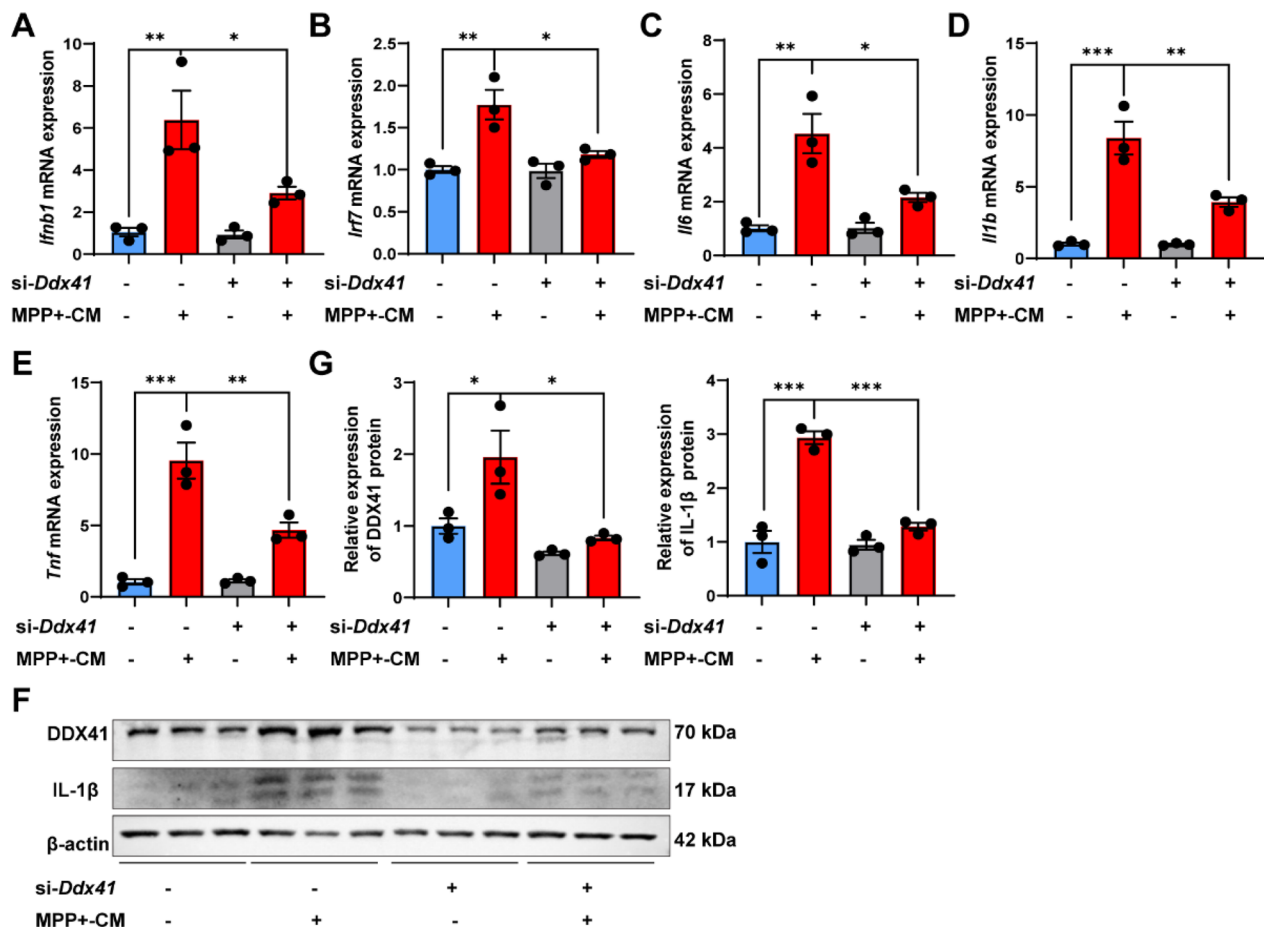 A
B
C
D
** *
** *
** *
*** **
Ifnb1 mRNA expression
10
8
6
4
2
0
Irf7 mRNA expression
2.5
2.0
1.5
1.0
0.5
0.0
Il6 mRNA expression
8
6
4
2
0
Il1b mRNA expression
15
10
5
0
si-Ddx41 - - + +
MPP+-CM - + - +
si-Ddx41 - - + +
MPP+-CM - + - +
si-Ddx41 - - + +
MPP+-CM - + - +
si-Ddx41 - - + +
MPP+-CM - + - +
E
G
*** **
* *
*** ***
Tnf mRNA expression
15
10
5
0
Relative expression
of DDX41 protein
3
2
1
0
Relative expression
of IL-1β protein
4
3
2
1
0
si-Ddx41 - - + +
MPP+-CM - + - +
si-Ddx41 - - + +
MPP+-CM - + - +
si-Ddx41 - - + +
MPP+-CM - + - +
F
DDX41 70 kDa
IL-1β 17 kDa
β-actin 42 kDa
si-Ddx41 - - + +
MPP+-CM - + - +